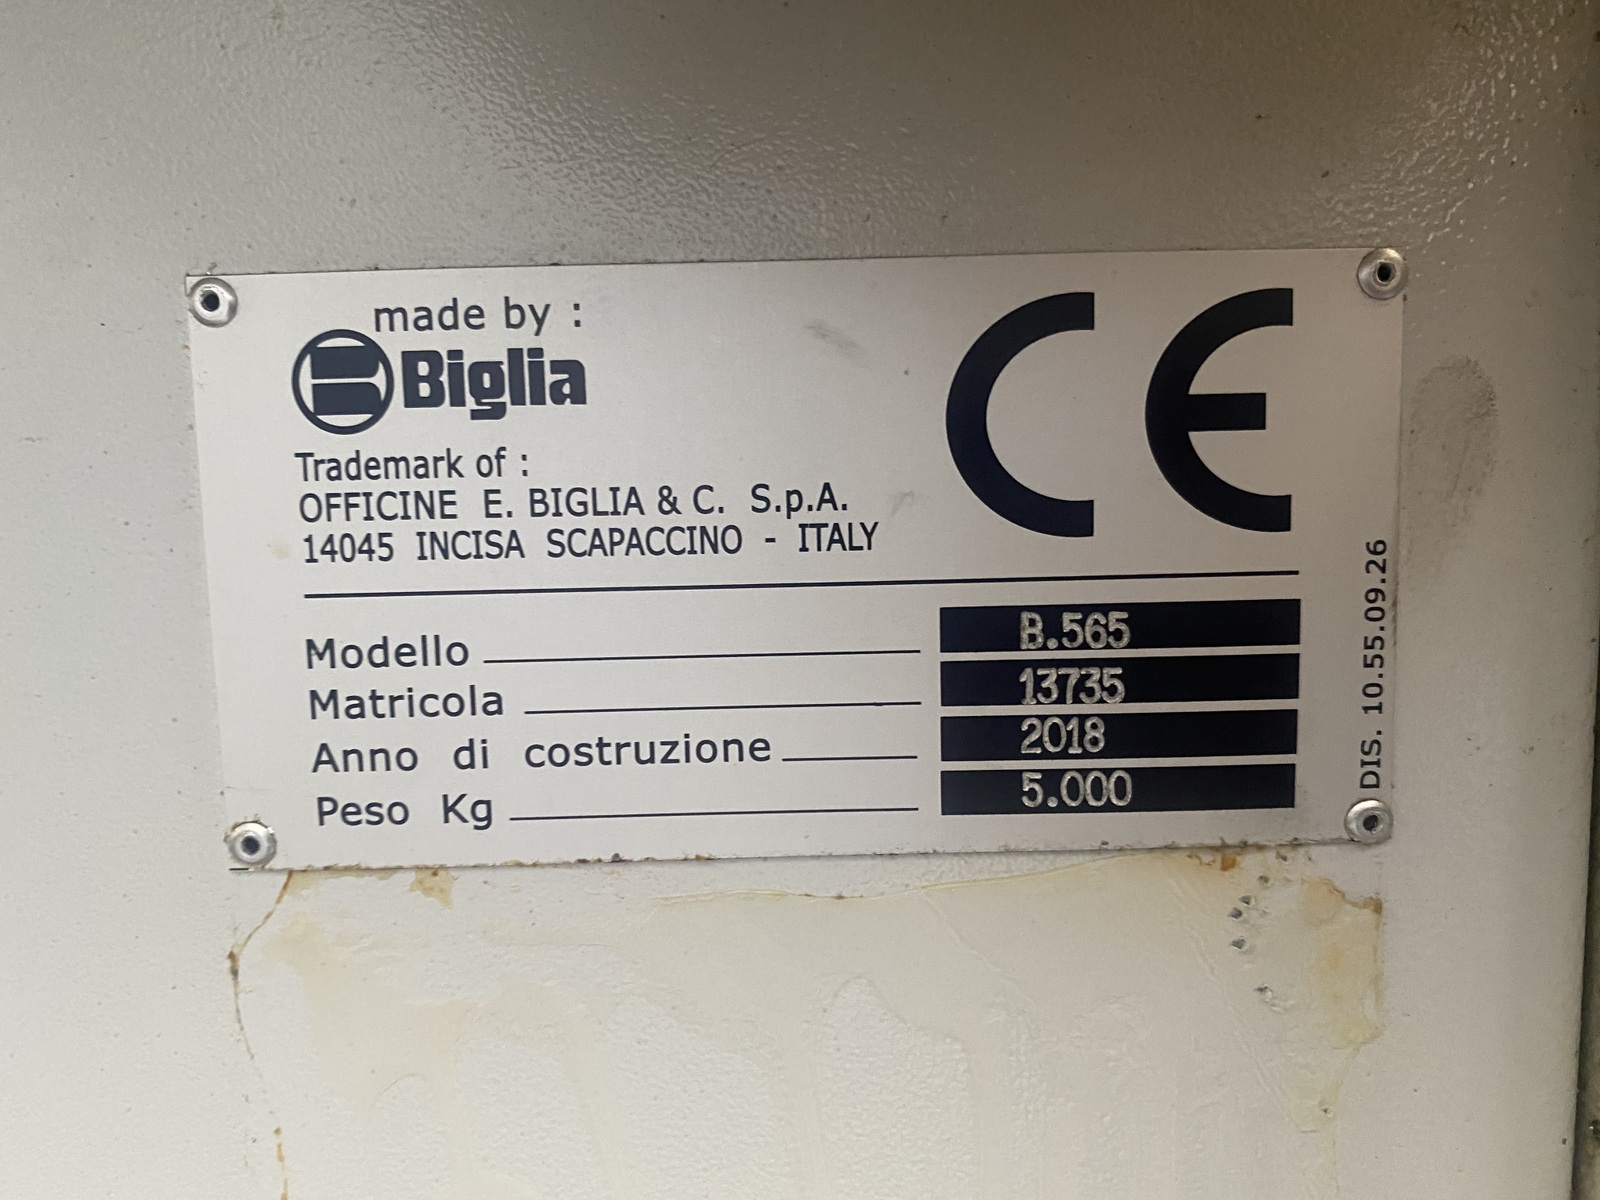 made by :
Biglia
Trademark of :
OFFICINE E. BIGLIA & C. S.p.A.
14045 INCISA SCAPACCINO - ITALY
CE
Modello B.565
Matricola 13735
Anno di costruzione 2018
Peso Kg 5.000
DIS. 10.55.09.26